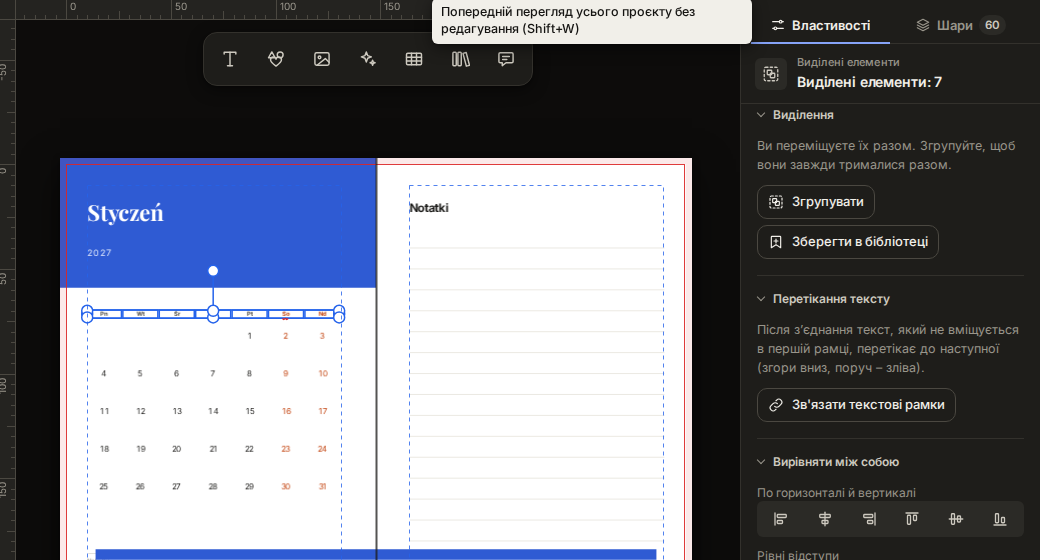 0 50 100 150
Попередній перегляд усього проєкту без
редагування (Shift+W)
Властивості
Шари 60
Виділені елементи
Виділені елементи: 7
Виділення
Ви переміщуєте їх разом. Згрупуйте, щоб
вони завжди трималися разом.
Згрупувати
Зберегти в бібліотеці
Перетікання тексту
Після з’єднання текст, який не вміщується
в першій рамці, перетікає до наступної
(згори вниз, поруч – зліва).
Зв'язати текстові рамки
Вирівняти між собою
По горизонталі й вертикалі
Рівні відступи
-50
0
50
100
150
Styczeń
2027
Pn Wt Śr Pt So Nd
1 2 3
4 5 6 7 8 9 10
11 12 13 14 15 16 17
18 19 20 21 22 23 24
25 26 27 28 29 30 31
Notatki